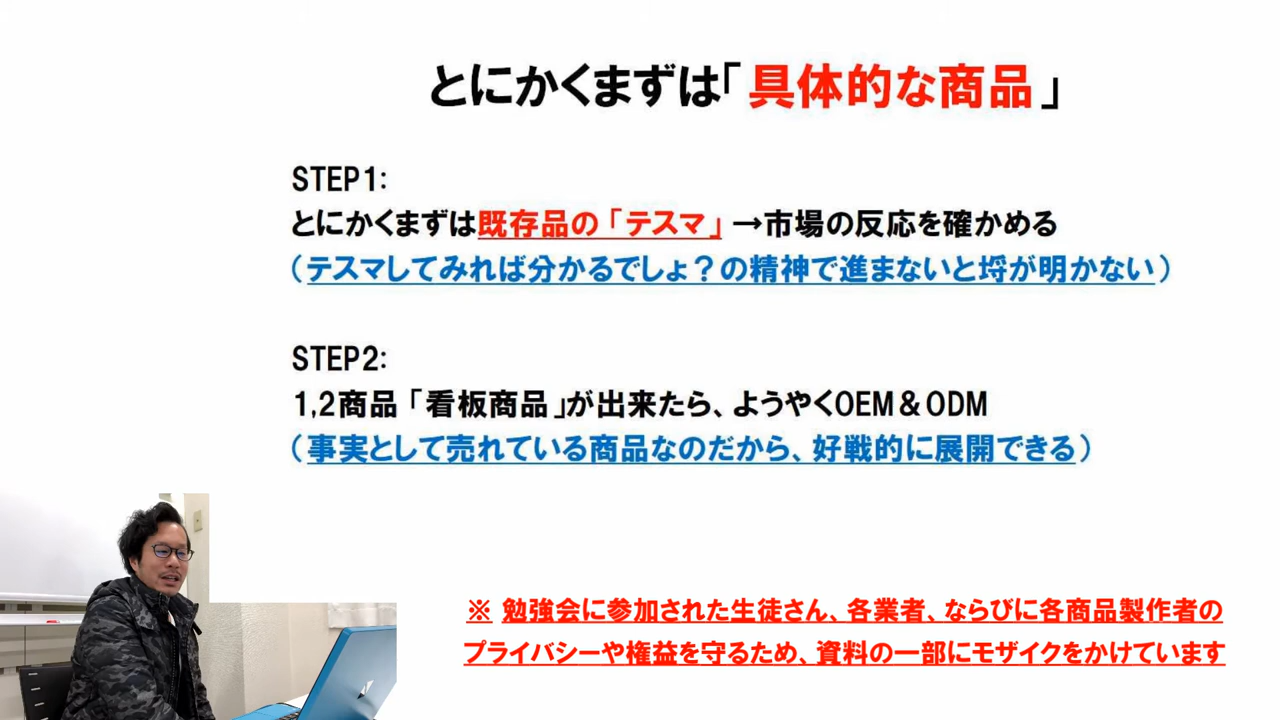 とにかくまずは「具体的な商品」
STEP1:
とにかくまずは既存品の「テスマ」→市場の反応を確かめる
（テスマしてみれば分かるでしょ？の精神で進まないと埒が明かない）
STEP2:
1,2商品「看板商品」が出来たら、ようやくOEM＆ODM
（事実として売れている商品なのだから、好戦的に展開できる）
※ 勉強会に参加された生徒さん、各業者、ならびに各商品製作者の
プライバシーや権益を守るため、資料の一部にモザイクをかけています